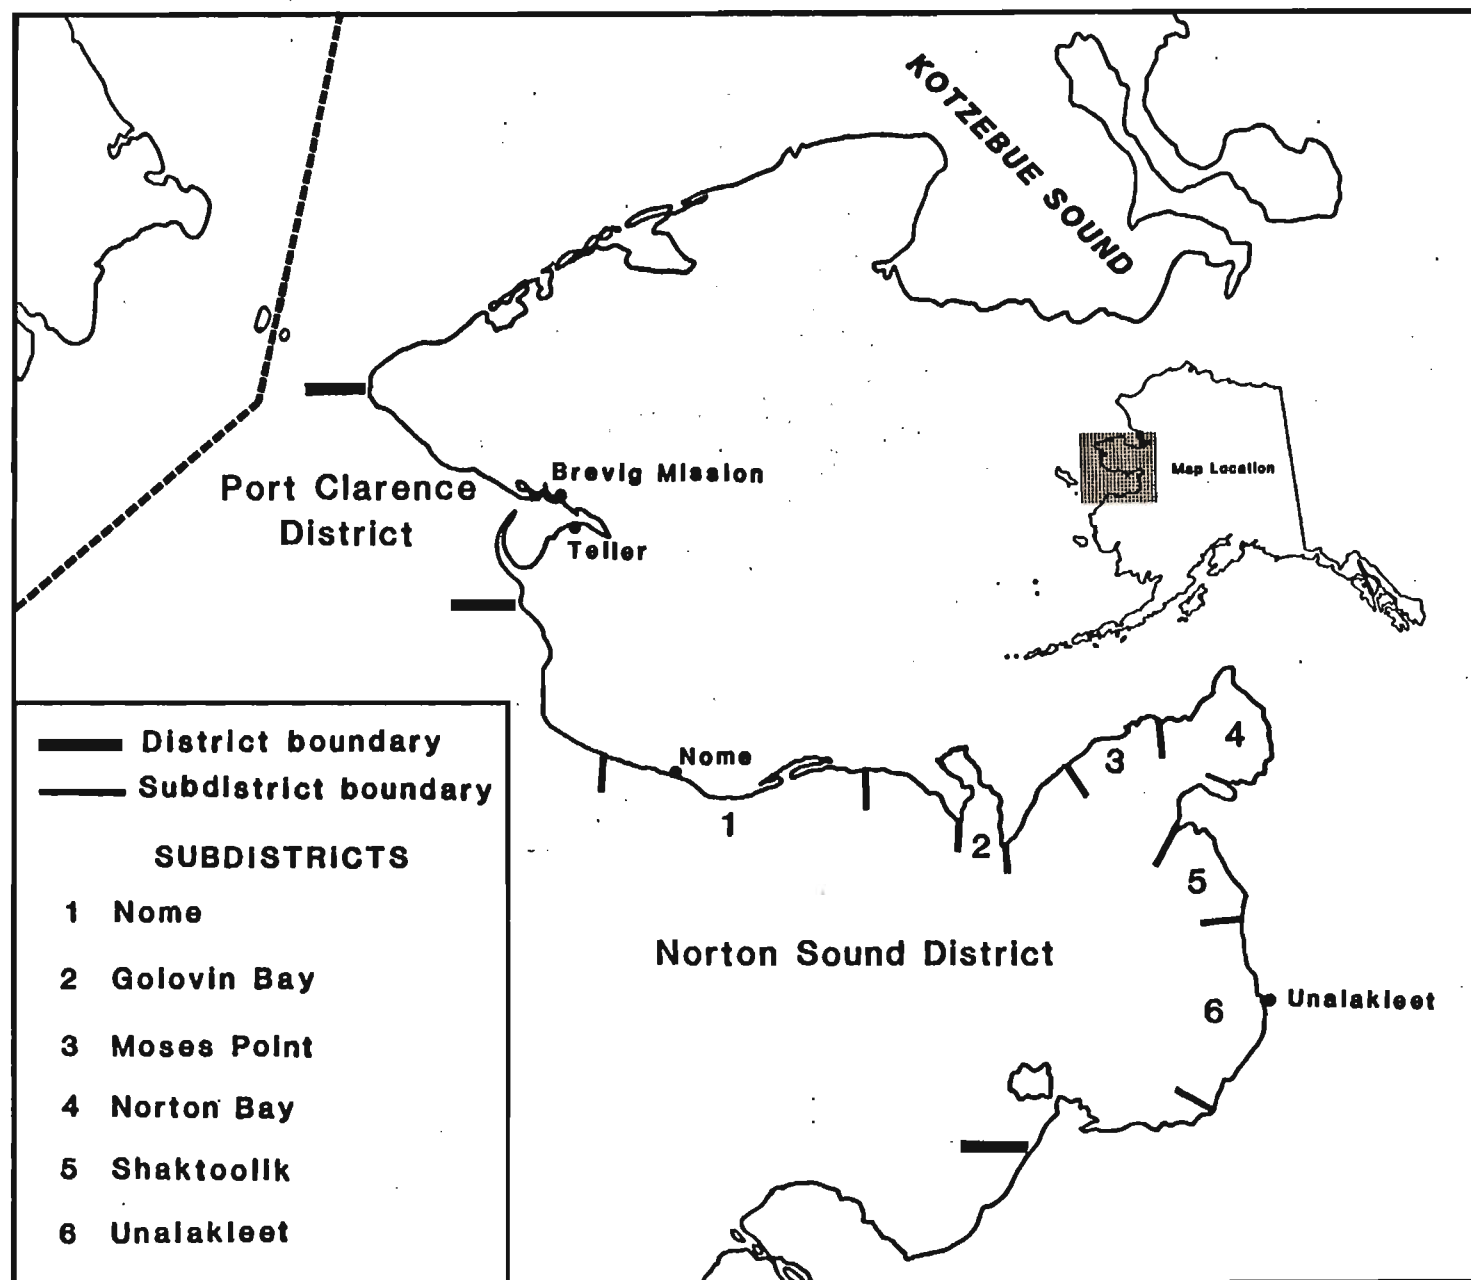 KOTZEBUE SOUND
Map Location
Port Clarence
District
Brevig Mission
Teller
Nome
1
2
3
4
5
6
Unalakleet
Norton Sound District
District boundary
Subdistrict boundary
SUBDISTRICTS
1 Nome
2 Golovin Bay
3 Moses Point
4 Norton Bay
5 Shaktoolik
6 Unalakleet